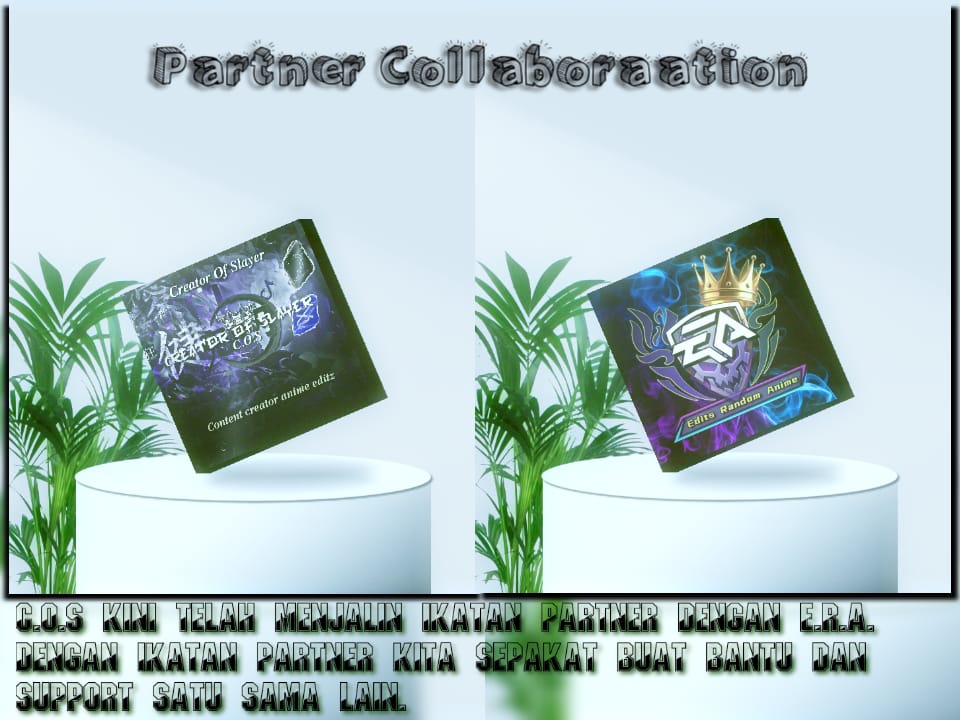 Partner Collaboraation
Creator Of Slayer
CREATOR OF SLAYER
C.O.S
Content creator anime editz
EA
Edits Random Anime
C.O.S KINI TELAH MENJALIN IKATAN PARTNER DENGAN E.R.A.
DENGAN IKATAN PARTNER KITA SEPAKAT BUAT BANTU DAN
SUPPORT SATU SAMA LAIN.